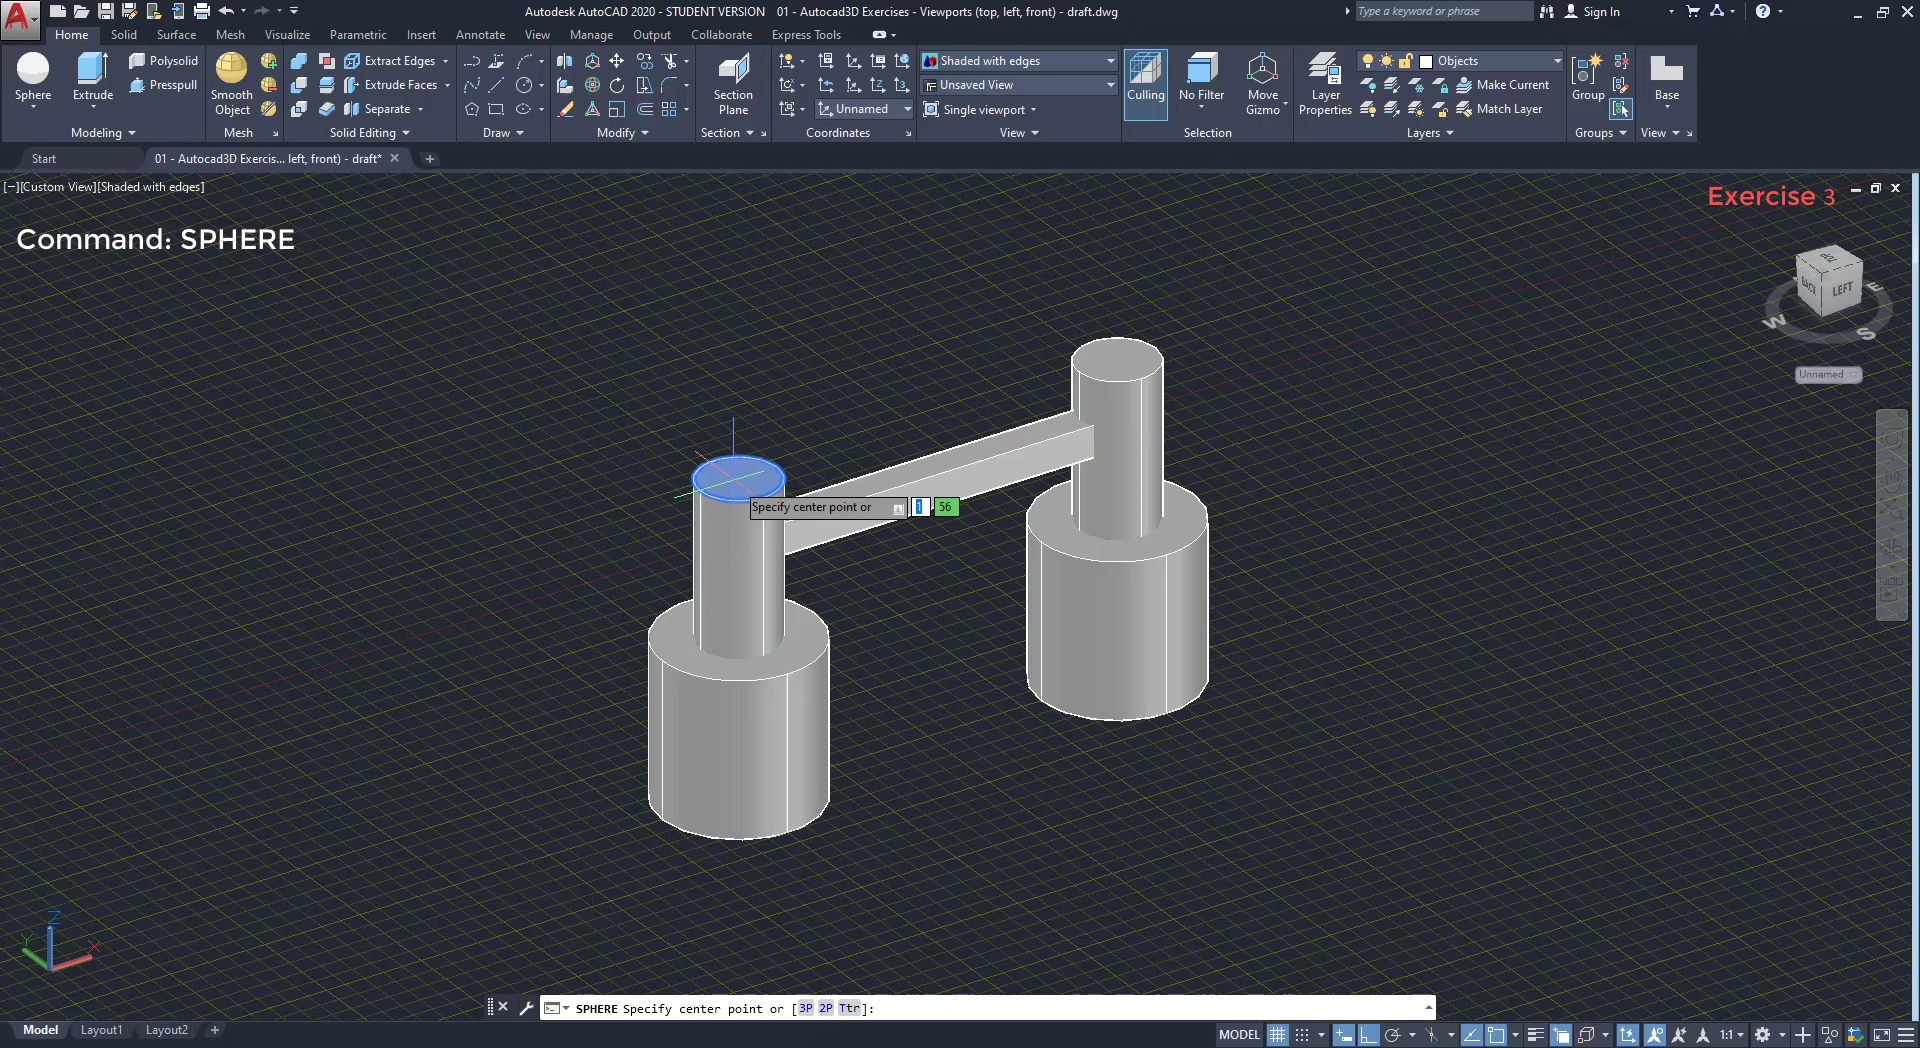 Autodesk AutoCAD 2020 - STUDENT VERSION 01 - Autocad3D Exercises - Viewports (top, left, front) - draft.dwg
Type a keyword or phrase
Sign In
Home Solid Surface Mesh Visualize Parametric Insert Annotate View Manage Output Collaborate Express Tools
Sphere
Extrude
Polysolid
Presspull
Modeling
Smooth
Object
Mesh
Extract Edges
Extrude Faces
Separate
Solid Editing
Draw
Modify
Section
Plane
Section
Unnamed
Coordinates
Shaded with edges
Unsaved View
Single viewport
View
Culling
No Filter
Move
Gizmo
Selection
Layer
Properties
Objects
Make Current
Match Layer
Layers
Group
Groups
Base
View
Start
01 - Autocad3D Exercis... left, front) - draft*
[−][Custom View][Shaded with edges]
Exercise 3
Command: SPHERE
TOP
BACK
LEFT
W
S
E
Unnamed
Specify center point or
1
56
Z
Y
X
SPHERE Specify center point or [3P 2P Ttr]:
Model Layout1 Layout2
MODEL
1:1